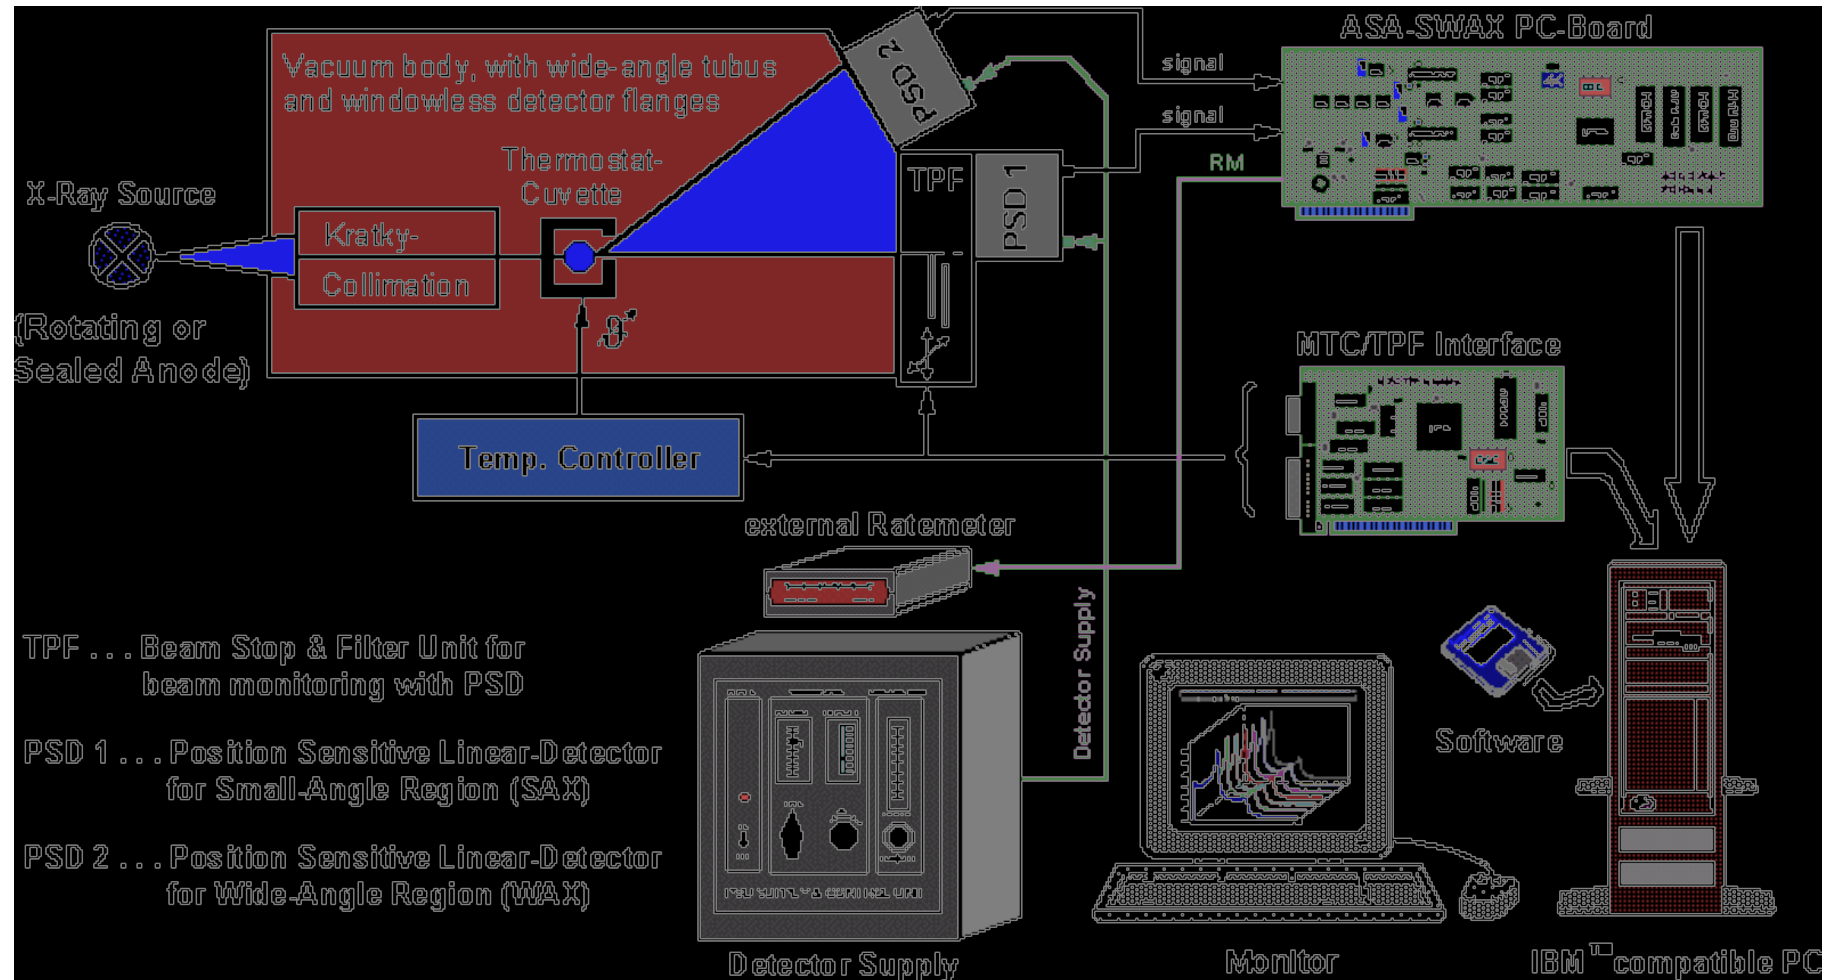 ASA-SWAX PC-Board
Vacuum body, with wide-angle tubus
and windowless detector flanges
PSD 2
signal
signal
RM
Thermostat-
Cuvette
TPF
PSD 1
X-Ray Source
Kratky-
Collimation
(Rotating or
Sealed Anode)
MTC/TPF Interface
Temp. Controller
external Ratemeter
Detector Supply
TPF . . . Beam Stop & Filter Unit for
beam monitoring with PSD
PSD 1 . . . Position Sensitive Linear-Detector
for Small-Angle Region (SAX)
PSD 2 . . . Position Sensitive Linear-Detector
for Wide-Angle Region (WAX)
Software
Detector Supply
Monitor
IBM™compatible PC